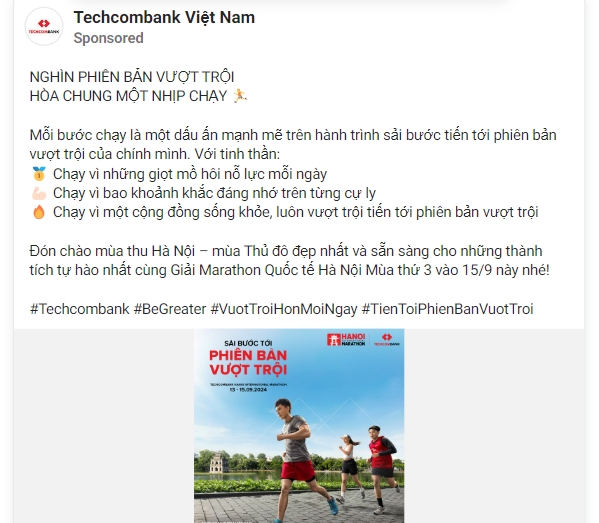 Techcombank Việt Nam
TECHCOMBANK
Sponsored
NGHÌN PHIÊN BẢN VƯỢT TRỘI
HÒA CHUNG MỘT NHỊP CHẠY 🏃
Mỗi bước chạy là một dấu ấn mạnh mẽ trên hành trình sải bước tiến tới phiên bản
vượt trội của chính mình. Với tinh thần:
🥇 Chạy vì những giọt mồ hôi nỗ lực mỗi ngày
💪🏻 Chạy vì bao khoảnh khắc đáng nhớ trên từng cự ly
🔥 Chạy vì một cộng đồng sống khỏe, luôn vượt trội tiến tới phiên bản vượt trội
Đón chào mùa thu Hà Nội – mùa Thủ đô đẹp nhất và sẵn sàng cho những thành
tích tự hào nhất cùng Giải Marathon Quốc tế Hà Nội Mùa thứ 3 vào 15/9 này nhé!
#Techcombank #BeGreater #VuotTroiHonMoiNgay #TienToiPhienBanVuotTroi
HANOI
MARATHON
TECHCOMBANK
SẢI BƯỚC TỚI
PHIÊN BẢN
VƯỢT TRỘI
TECHCOMBANK HANOI INTERNATIONAL MARATHON
13 - 15.09.2024